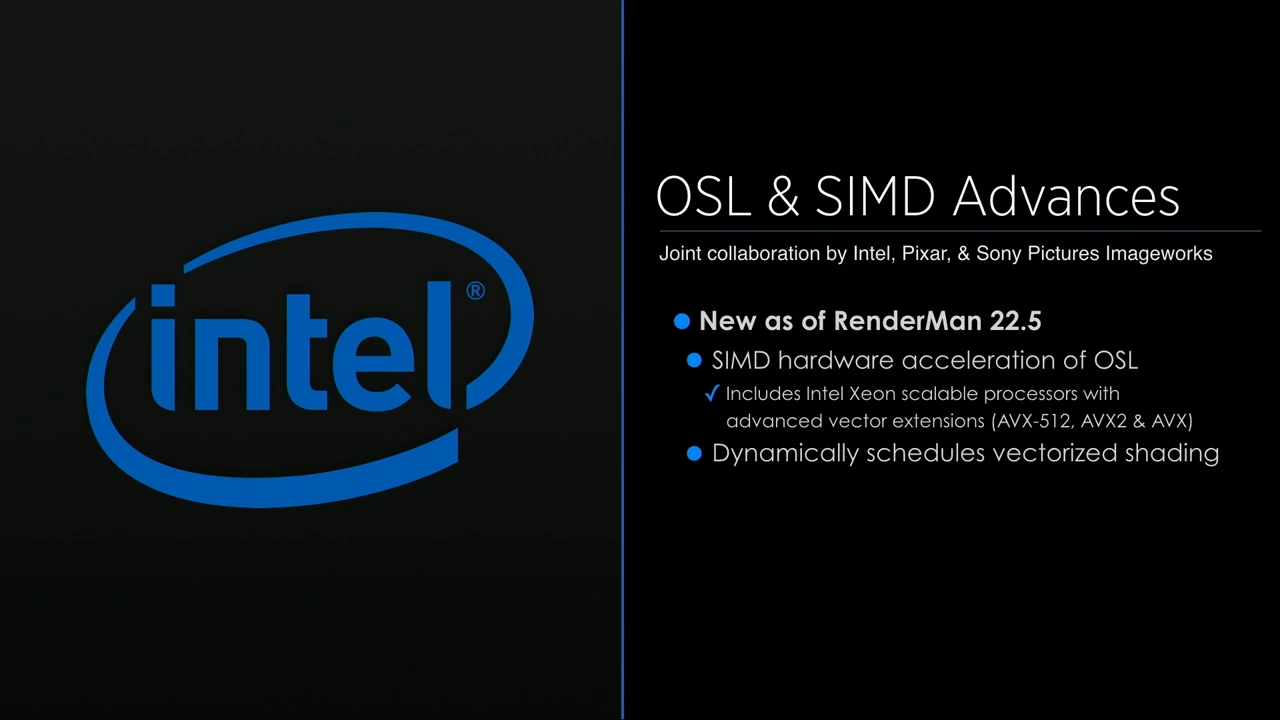 intel®
OSL & SIMD Advances
Joint collaboration by Intel, Pixar, & Sony Pictures Imageworks
New as of RenderMan 22.5
SIMD hardware acceleration of OSL
✓ Includes Intel Xeon scalable processors with
advanced vector extensions (AVX-512, AVX2 & AVX)
Dynamically schedules vectorized shading